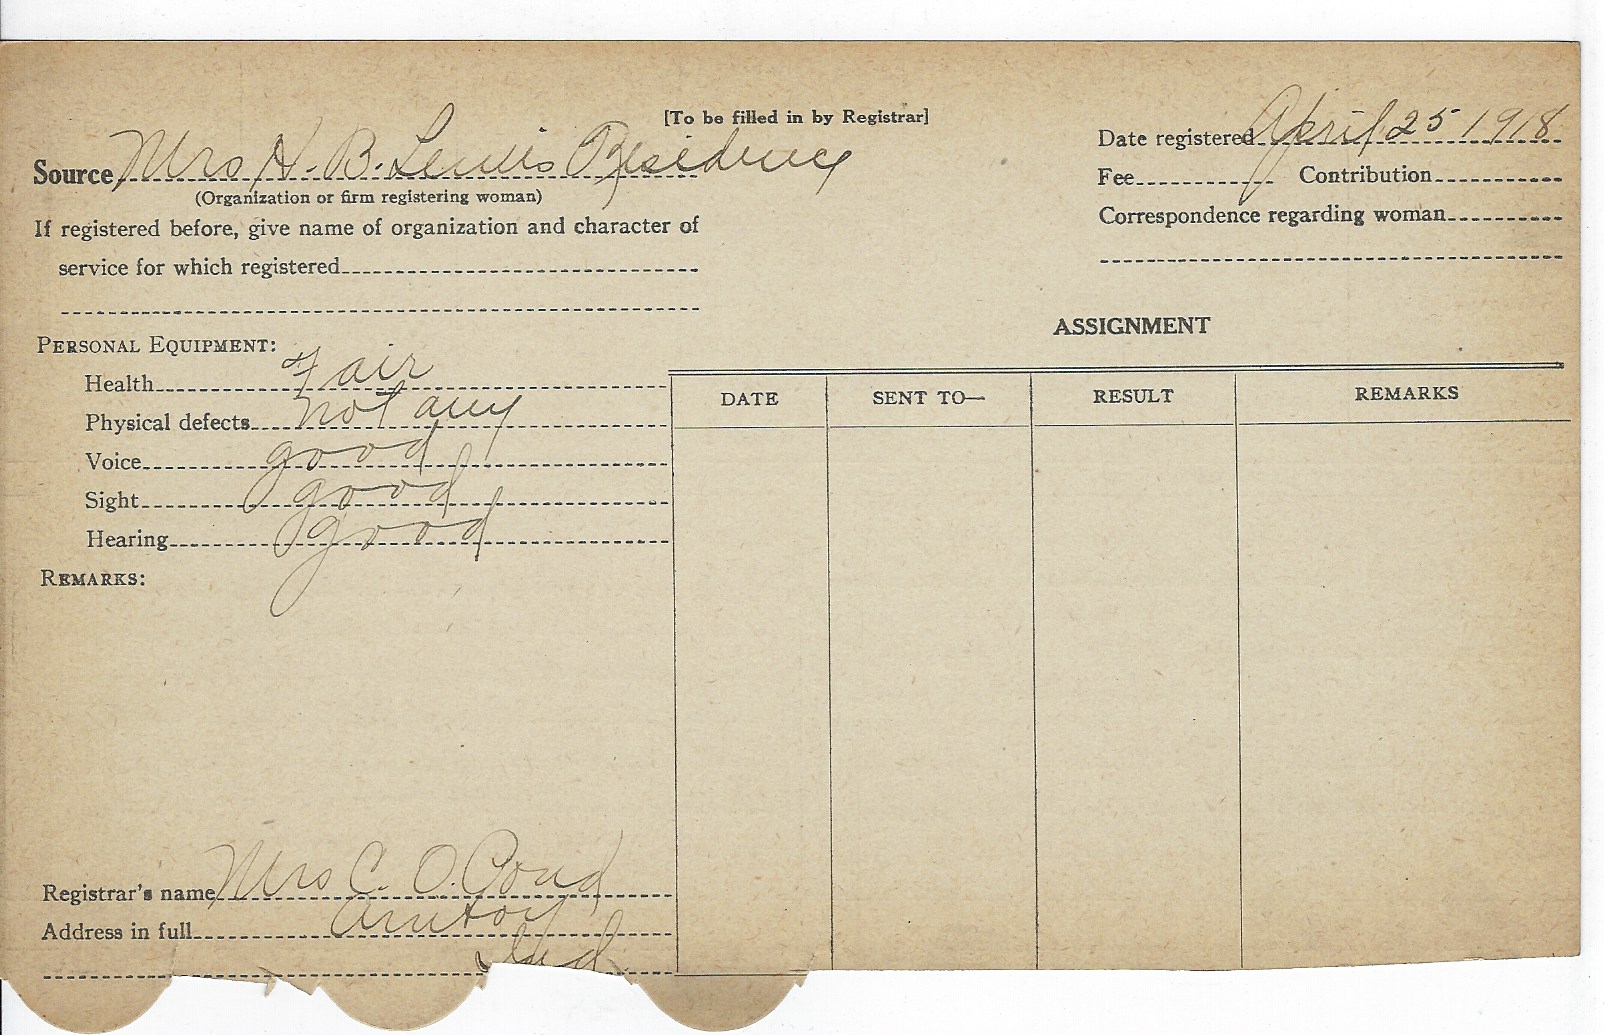 [To be filled in by Registrar]
Source Mrs H. B. Lewis Residence
(Organization or firm registering woman)
Date registered April 25 1918
Fee Contribution
Correspondence regarding woman
If registered before, give name of organization and character of
service for which registered
ASSIGNMENT
PERSONAL EQUIPMENT:
Health Fair
Physical defects not any
Voice good
Sight good
Hearing good
REMARKS:
DATE SENT TO— RESULT REMARKS
Registrar's name Mrs C. O.
Address in full
Ind